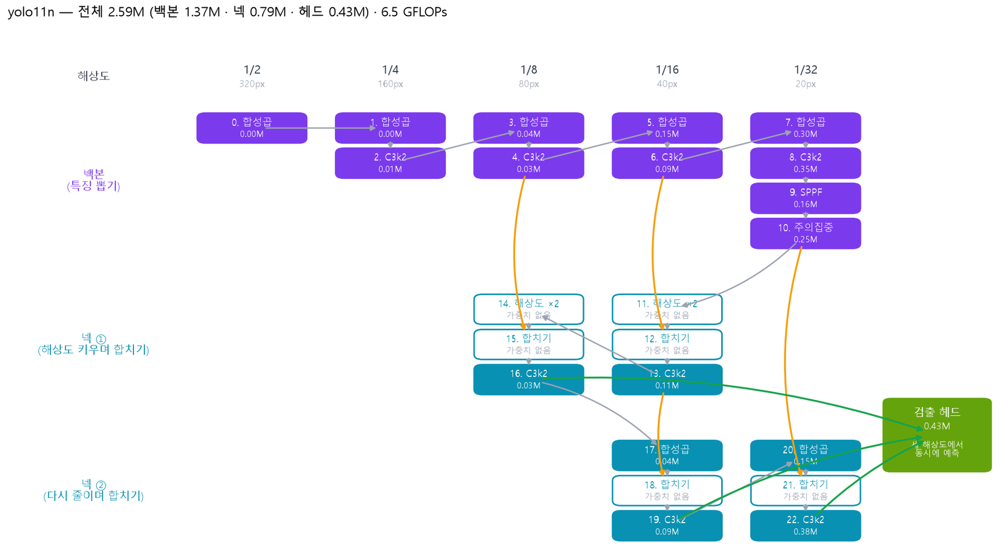 yolo11n — 전체 2.59M (백본 1.37M · 넥 0.79M · 헤드 0.43M) · 6.5 GFLOPs
해상도
1/2
320px
1/4
160px
1/8
80px
1/16
40px
1/32
20px
백본
(특징 뽑기)
0. 합성곱
0.00M
1. 합성곱
0.00M
3. 합성곱
0.04M
5. 합성곱
0.15M
7. 합성곱
0.30M
2. C3k2
0.01M
4. C3k2
0.03M
6. C3k2
0.09M
8. C3k2
0.35M
9. SPPF
0.16M
10. 주의집중
0.25M
넥 ①
(해상도 키우며 합치기)
14. 해상도 ×2
가중치 없음
11. 해상도 ×2
가중치 없음
15. 합치기
가중치 없음
12. 합치기
가중치 없음
16. C3k2
0.03M
13. C3k2
0.11M
검출 헤드
0.43M
세 해상도에서
동시에 예측
넥 ②
(다시 줄이며 합치기)
17. 합성곱
0.04M
20. 합성곱
0.15M
18. 합치기
가중치 없음
21. 합치기
가중치 없음
19. C3k2
0.09M
22. C3k2
0.38M